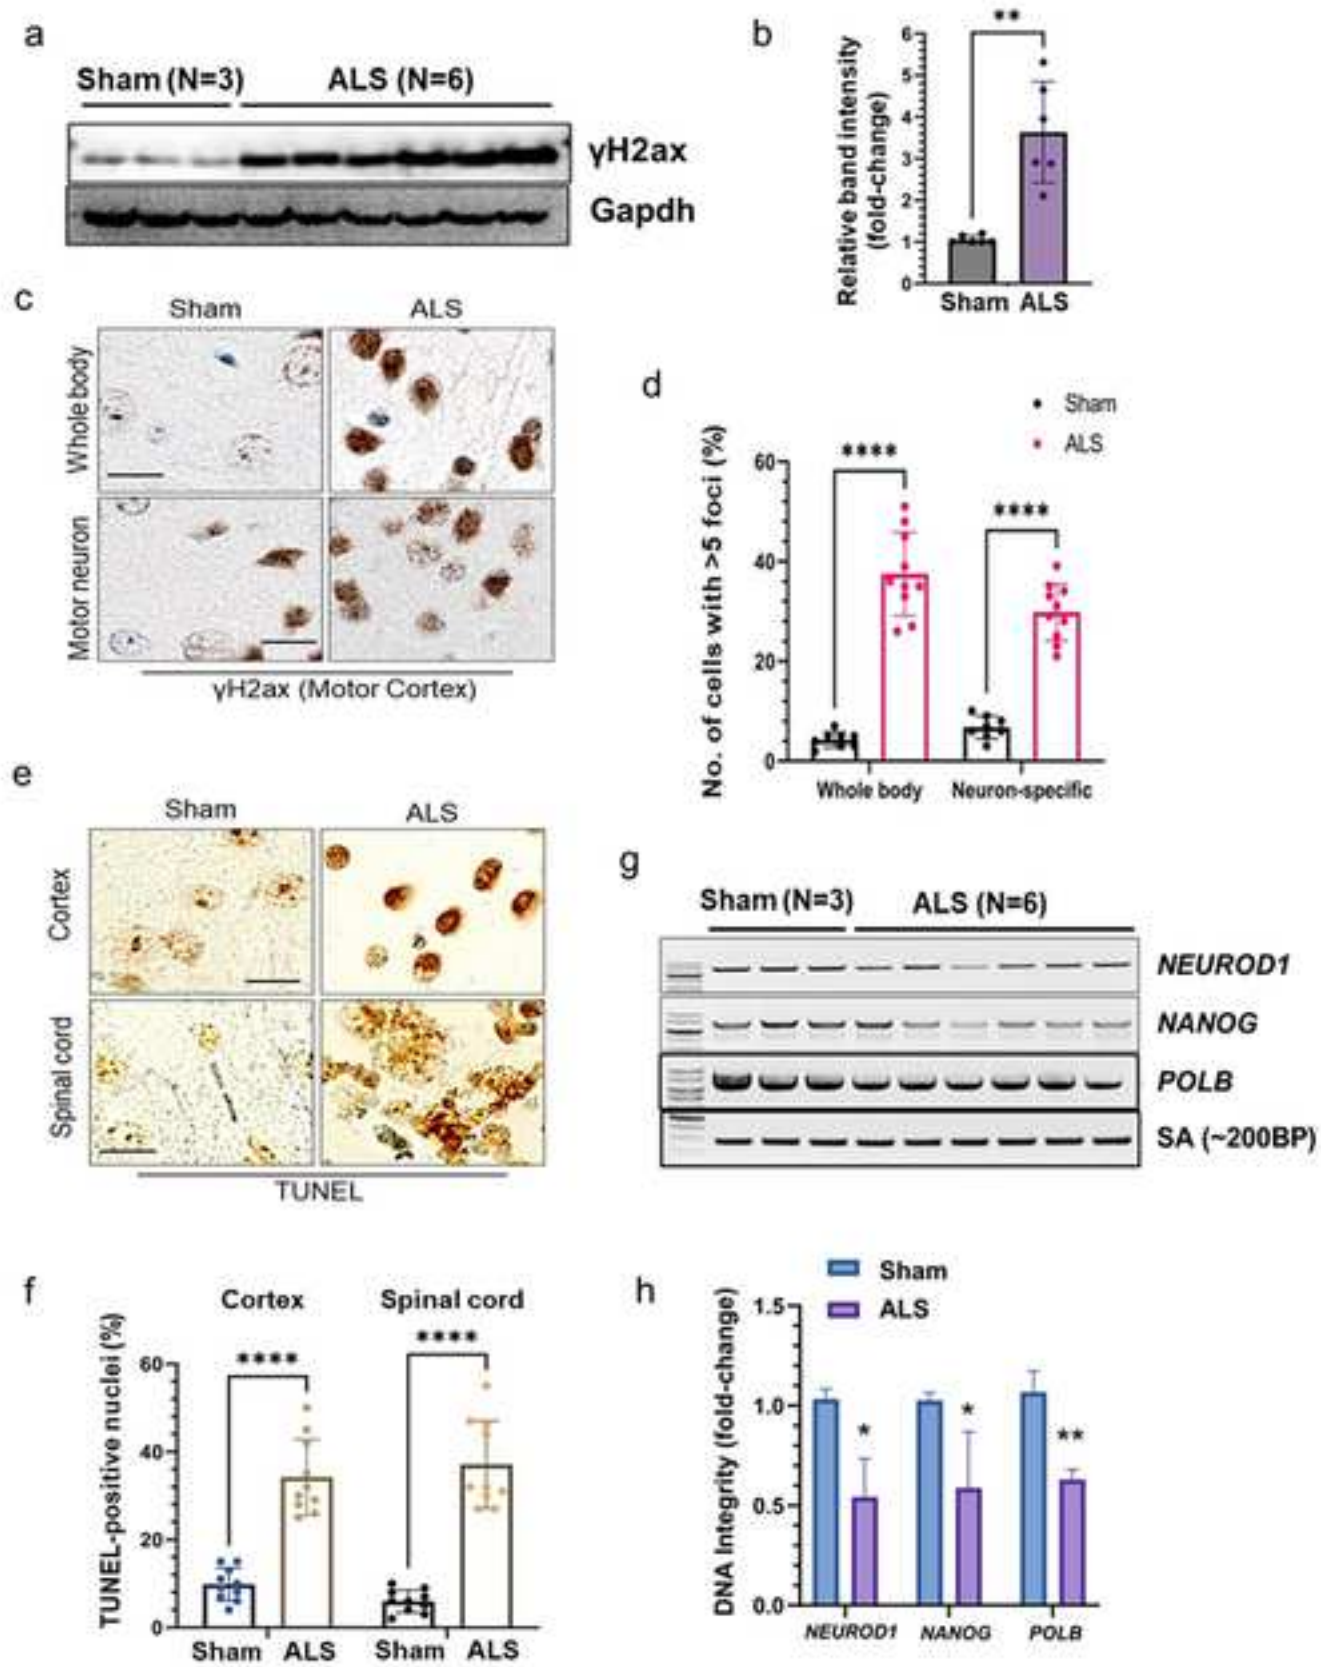 a
Sham (N=3) ALS (N=6)
γH2ax
Gapdh
b
Relative band intensity
(fold-change)
**
6
5
4
3
2
1
0
Sham ALS
c
Sham ALS
Whole body
Motor neuron
γH2ax (Motor Cortex)
d
Sham
ALS
No. of cells with >5 foci (%)
****
****
60
40
20
0
Whole body Neuron-specific
e
Sham ALS
Cortex
Spinal cord
TUNEL
g
Sham (N=3) ALS (N=6)
NEUROD1
NANOG
POLB
SA (~200BP)
f
Cortex Spinal cord
TUNEL-positive nuclei (%)
****
****
60
40
20
0
Sham ALS Sham ALS
h
Sham
ALS
DNA Integrity (fold-change)
1.5
1.0
0.5
0.0
*
*
**
NEUROD1 NANOG POLB